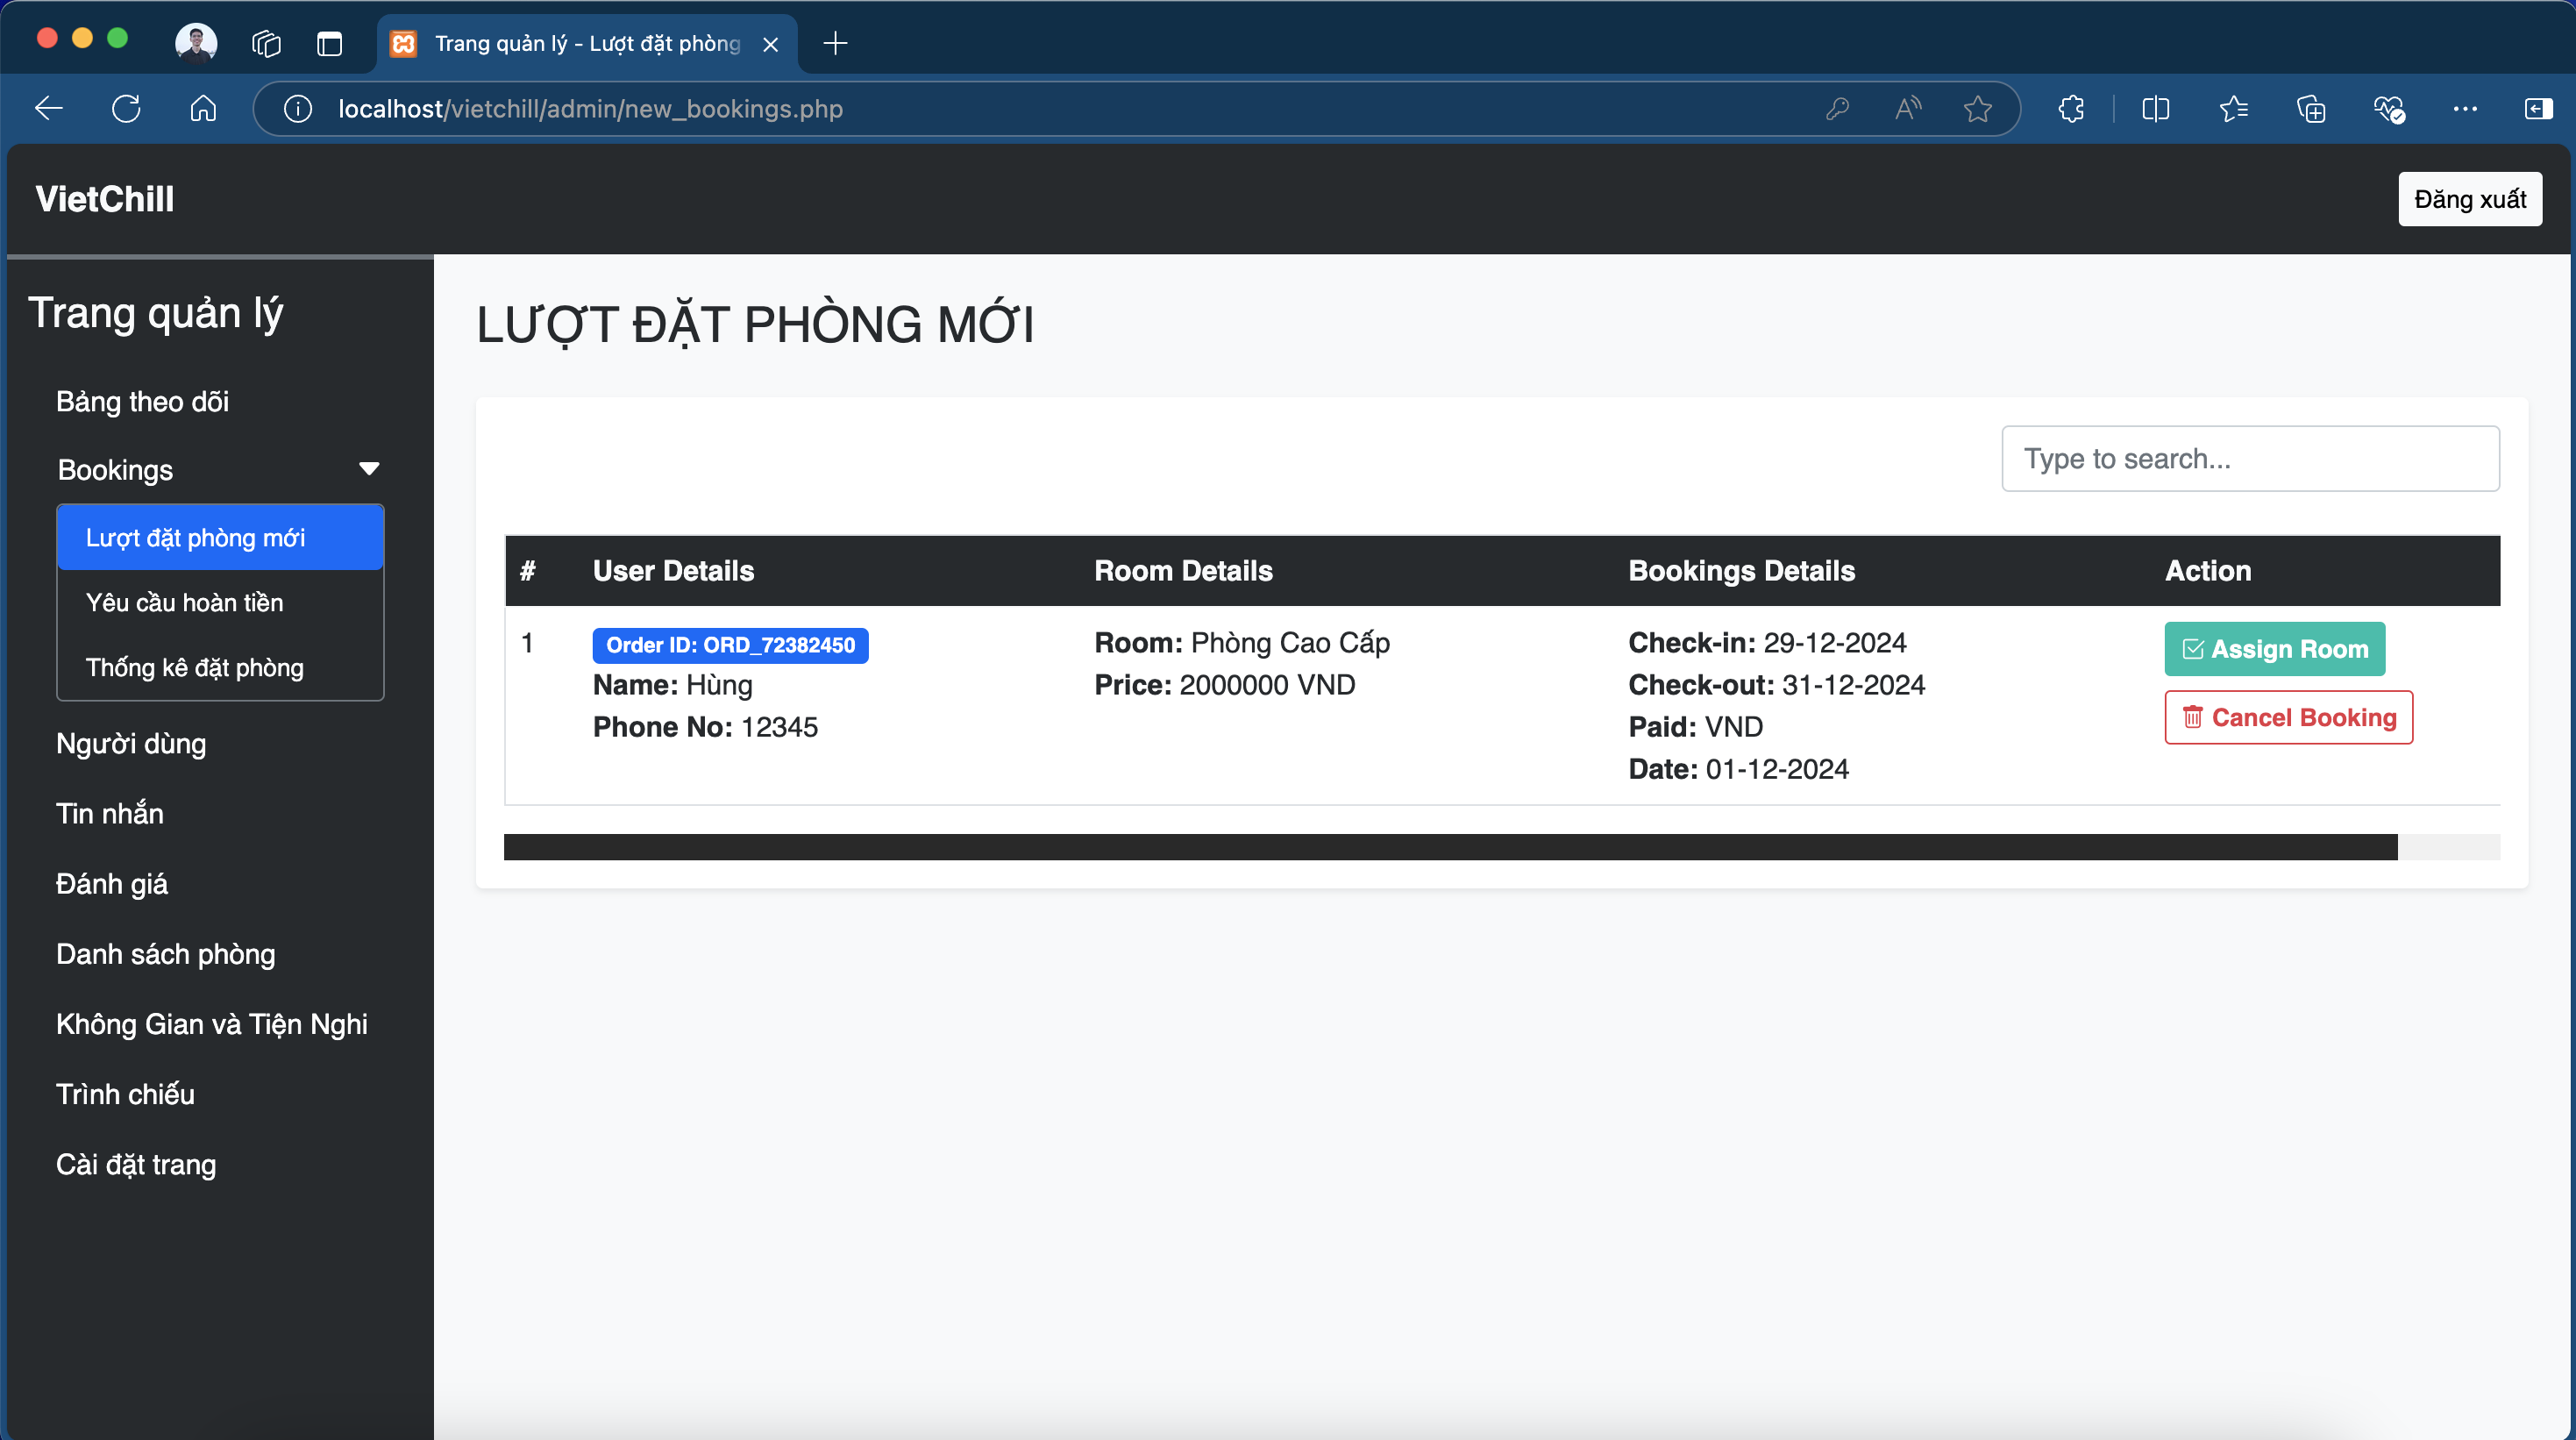 Trang quản lý - Lượt đặt phòng
localhost/vietchill/admin/new_bookings.php
VietChill
Đăng xuất
Trang quản lý
Bảng theo dõi
Bookings
Lượt đặt phòng mới
Yêu cầu hoàn tiền
Thống kê đặt phòng
Người dùng
Tin nhắn
Đánh giá
Danh sách phòng
Không Gian và Tiện Nghi
Trình chiếu
Cài đặt trang
LƯỢT ĐẶT PHÒNG MỚI
Type to search...
# User Details Room Details Bookings Details Action
1
Order ID: ORD_72382450
Name: Hùng
Phone No: 12345
Room: Phòng Cao Cấp
Price: 2000000 VND
Check-in: 29-12-2024
Check-out: 31-12-2024
Paid: VND
Date: 01-12-2024
Assign Room
Cancel Booking